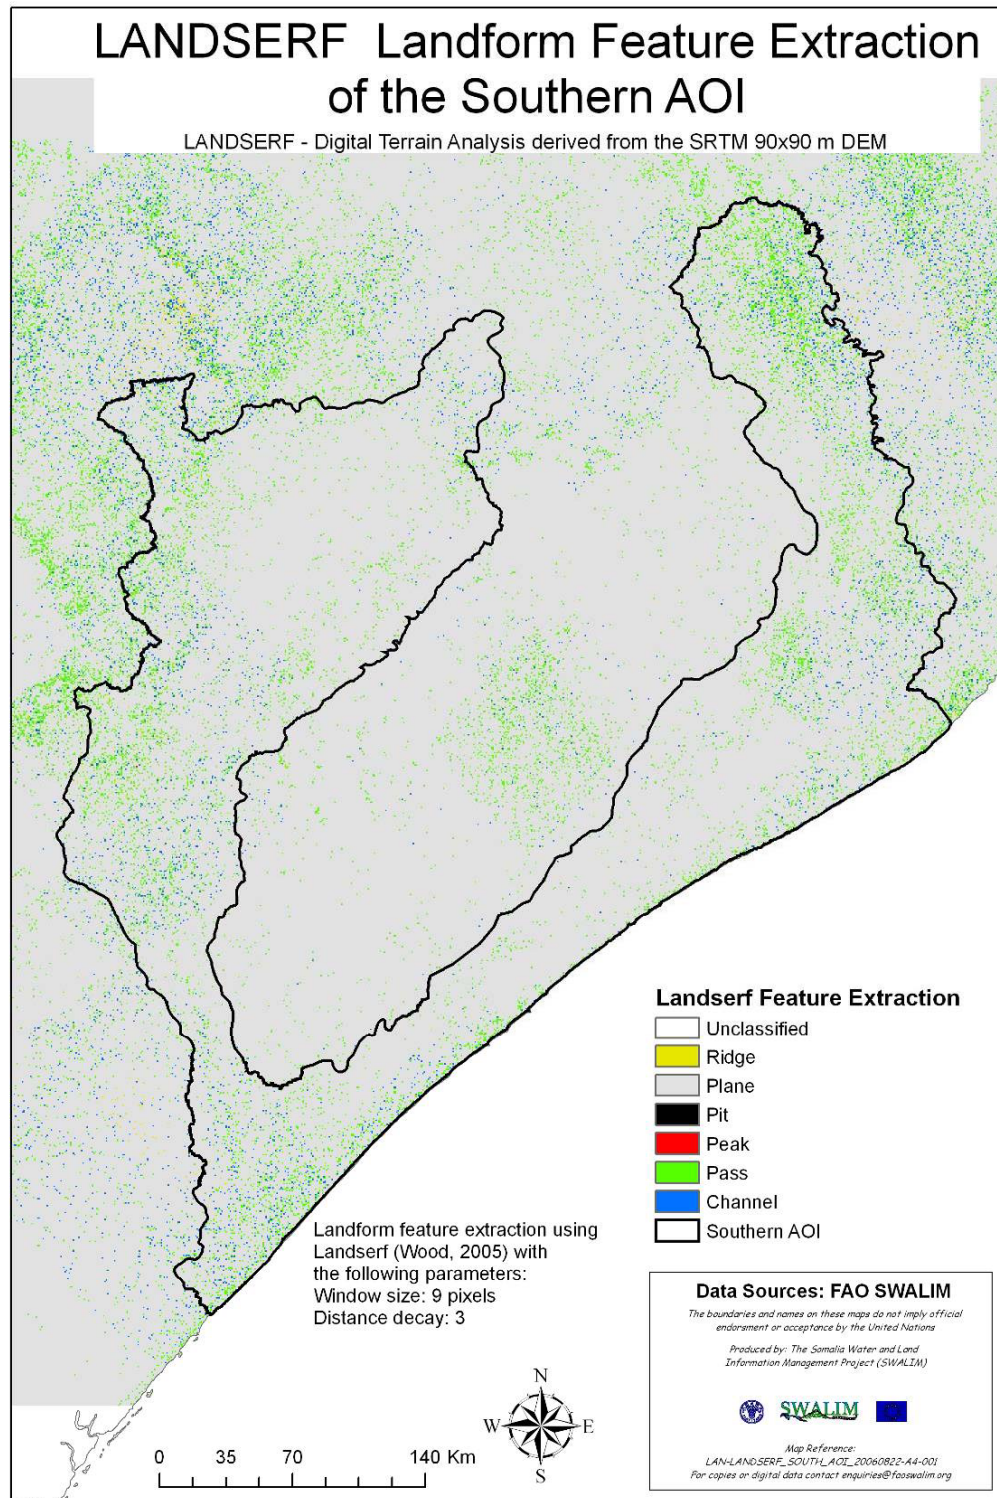 LANDSERF Landform Feature Extraction
of the Southern AOI
LANDSERF - Digital Terrain Analysis derived from the SRTM 90x90 m DEM
Landserf Feature Extraction
Unclassified
Ridge
Plane
Pit
Peak
Pass
Channel
Southern AOI
Landform feature extraction using
Landserf (Wood, 2005) with
the following parameters:
Window size: 9 pixels
Distance decay: 3
Data Sources: FAO SWALIM
The boundaries and names on these maps do not imply official
endorsment or acceptance by the United Nations
Produced by: The Somalia Water and Land
Information Management Project (SWALIM)
SWALIM
Map Reference:
LAN-LANDSERF_SOUTH_AOI_20060822-A4-001
For copies or digital data contact enquiries@faoswalim.org
N
W E
S
0 35 70 140 Km